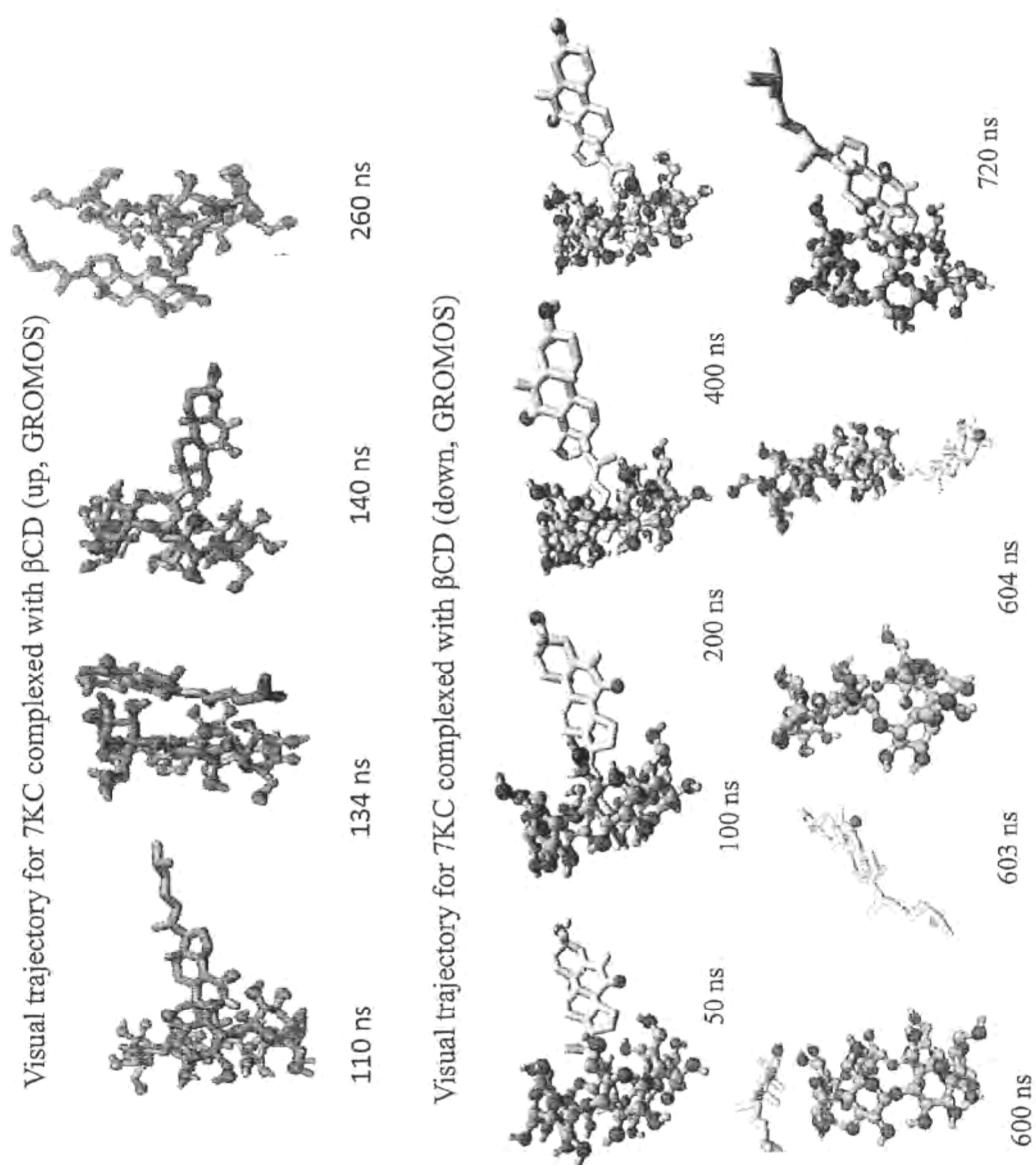 Visual trajectory for 7KC complexed with βCD (up, GROMOS)
110 ns
134 ns
140 ns
260 ns
Visual trajectory for 7KC complexed with βCD (down, GROMOS)
50 ns
100 ns
200 ns
400 ns
600 ns
603 ns
604 ns
720 ns